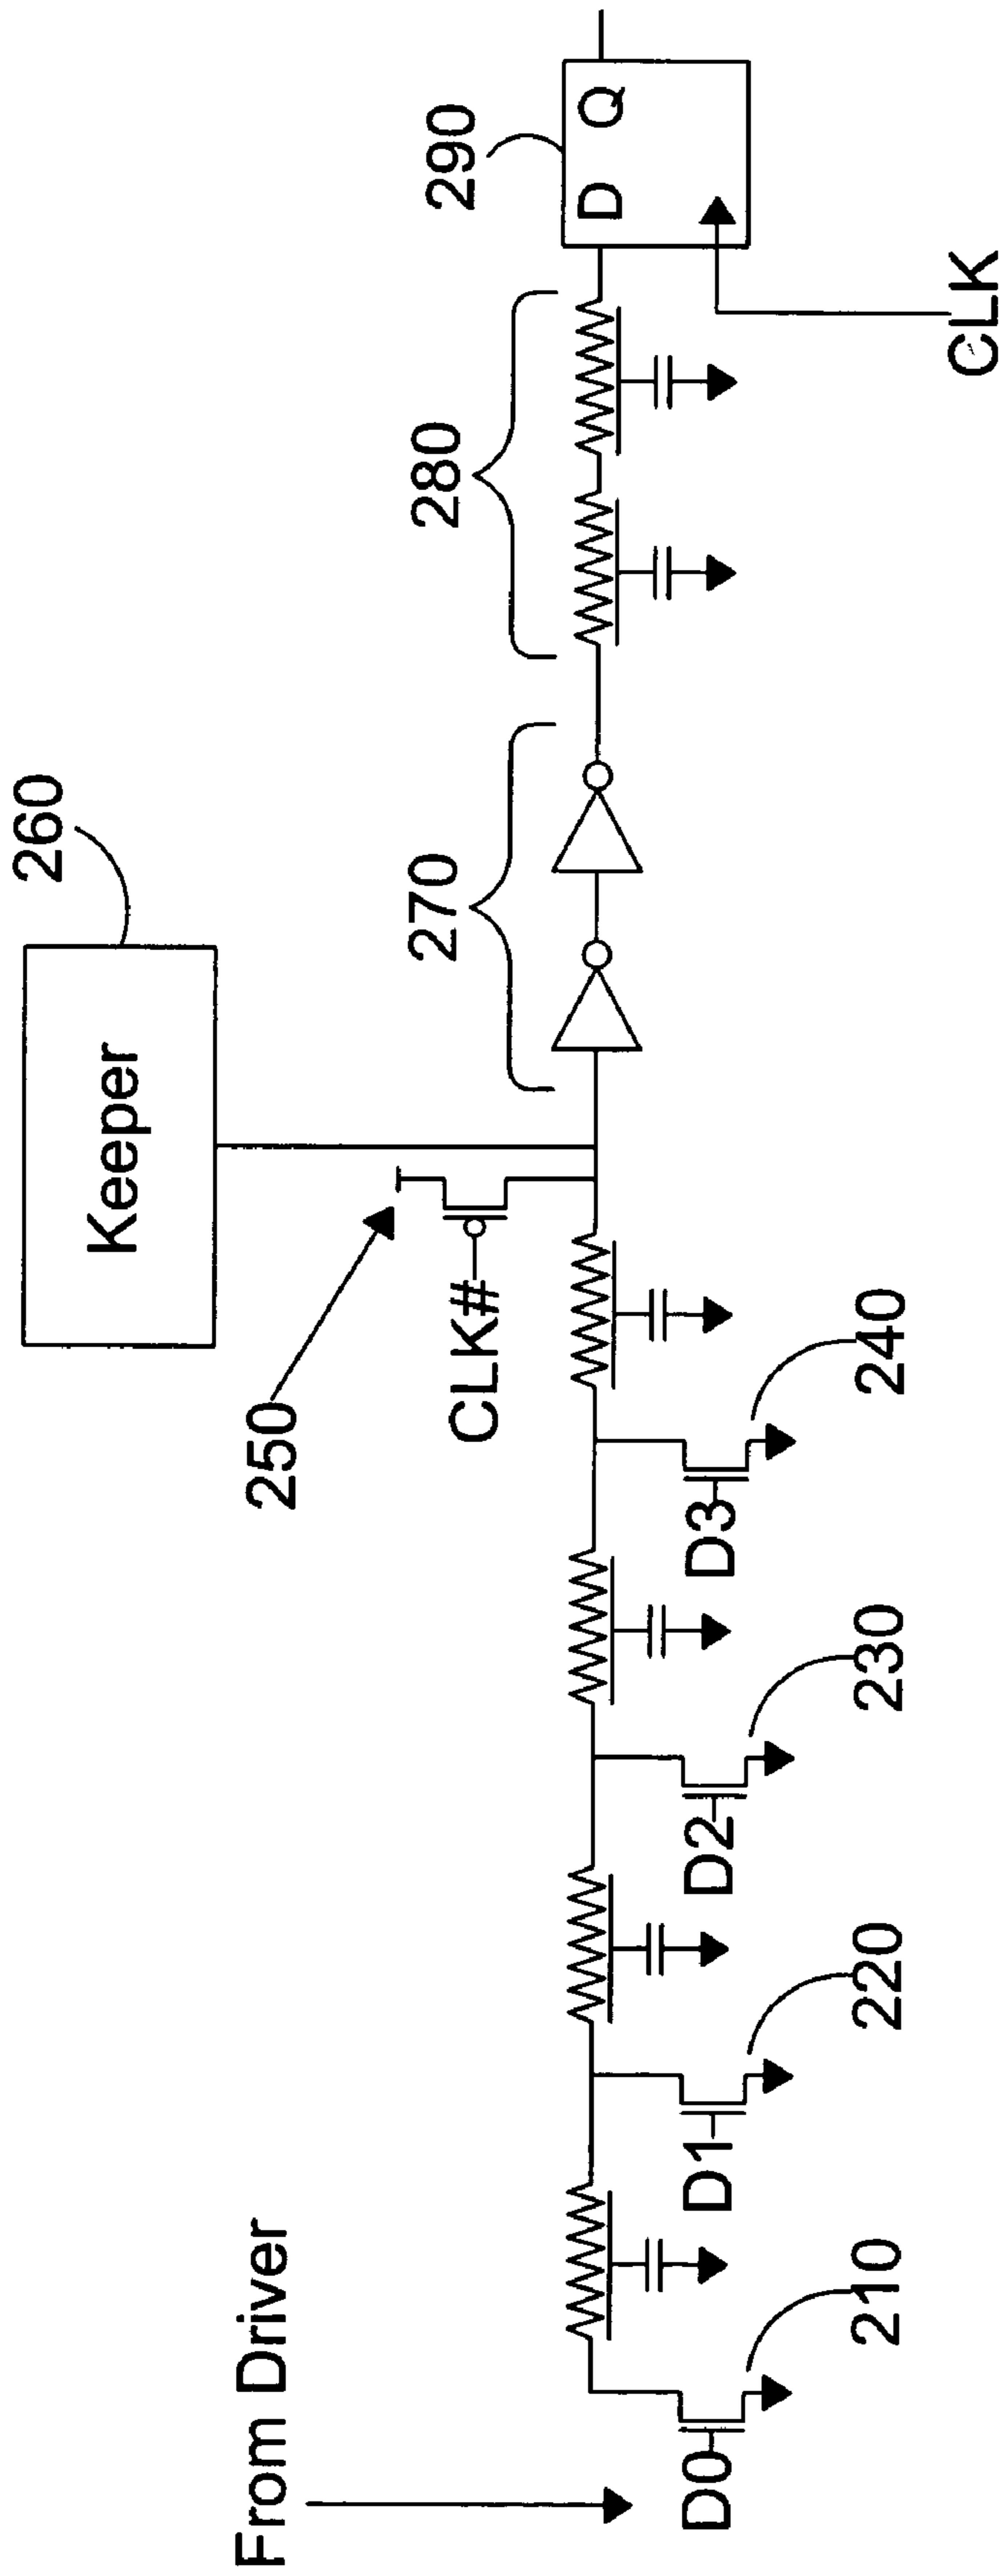 From Driver
D0
210
D1
220
D2
230
D3
240
250
CLK#
Keeper
260
270
280
290
D Q
CLK